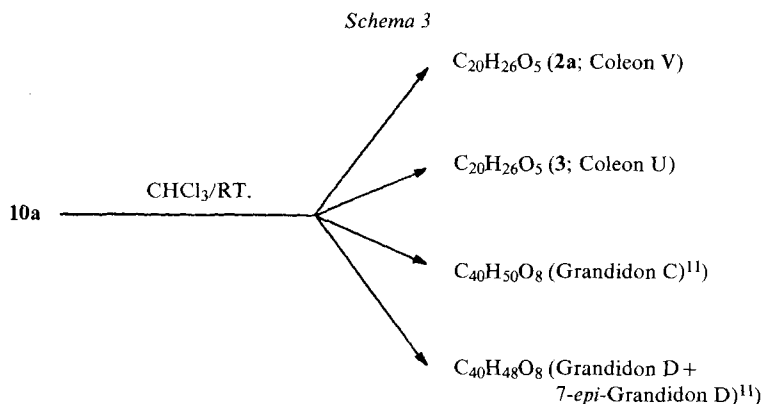 Schema 3
C₂₀H₂₆O₅ (2a; Coleon V)
C₂₀H₂₆O₅ (3; Coleon U)
10a
CHCl₃/RT.
C₄₀H₅₀O₈ (Grandidon C)¹¹)
C₄₀H₄₈O₈ (Grandidon D+
7-epi-Grandidon D)¹¹)